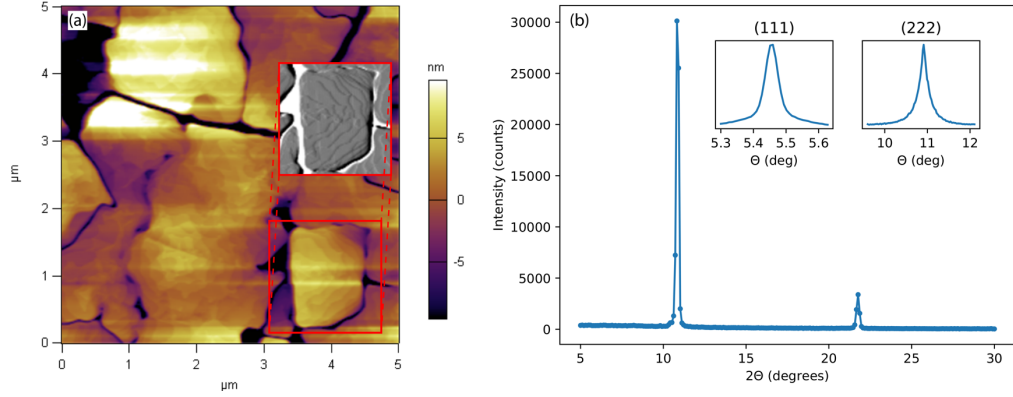 (a)
5
4
3
2
1
0
µm
0 1 2 3 4 5
µm
nm
5
0
-5
(b)
30000
25000
20000
15000
10000
5000
0
Intensity (counts)
5 10 15 20 25 30
2Θ (degrees)
(111)
5.3 5.4 5.5 5.6
Θ (deg)
(222)
10 11 12
Θ (deg)